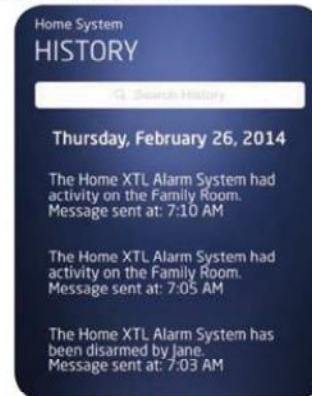 Home System
HISTORY
Search History
Thursday, February 26, 2014
The Home XTL Alarm System had
activity on the Family Room.
Message sent at: 7:10 AM
The Home XTL Alarm System had
activity on the Family Room.
Message sent at: 7:05 AM
The Home XTL Alarm System has
been disarmed by Jane.
Message sent at: 7:03 AM